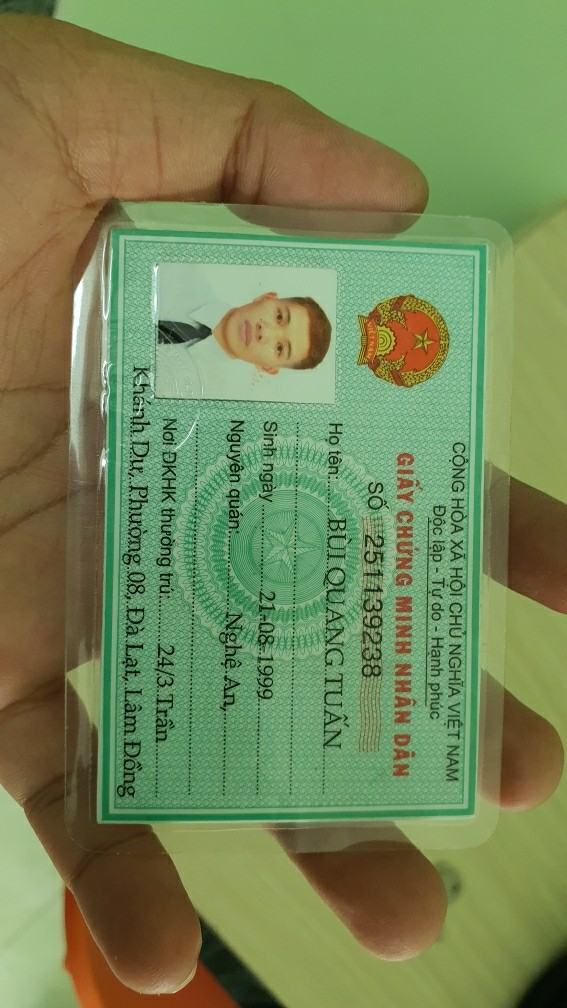 CỘNG HÒA XÃ HỘI CHỦ NGHĨA VIỆT NAM
Độc lập - Tự do - Hạnh phúc
GIẤY CHỨNG MINH NHÂN DÂN
SỐ 251139238
Họ tên BÙI QUANG TUẤN
Sinh ngày 21-08-1999
Nguyên quán Nghệ An,
Nơi ĐKHK thường trú 24/3 Trần
Khánh Dư, Phường 08, Đà Lạt, Lâm Đồng
VIỆT NAM